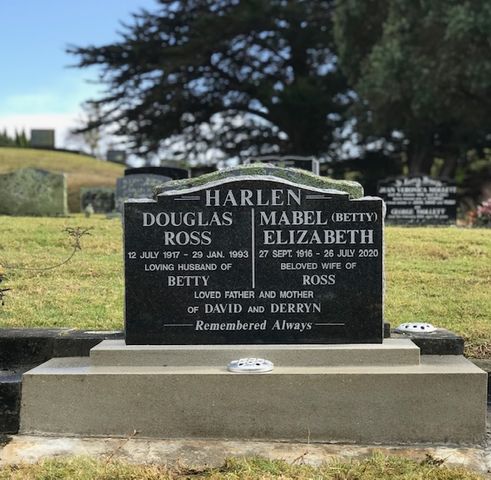 HARLEN
DOUGLAS
ROSS
12 JULY 1917 - 29 JAN. 1993
LOVING HUSBAND OF
BETTY
MABEL (BETTY)
ELIZABETH
27 SEPT. 1916 - 26 JULY 2020
BELOVED WIFE OF
ROSS
LOVED FATHER AND MOTHER
OF DAVID AND DERRYN
Remembered Always